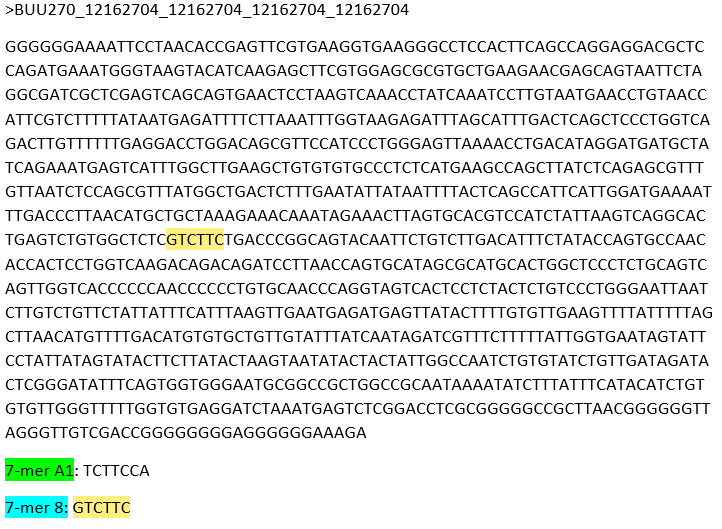 >BUU270_12162704_12162704_12162704_12162704
GGGGGGAAAATTCCTAACACCGAGTTCGTGAAGGTGAAGGGCCTCCACTTCAGCCAGGAGGACGCTC
CAGATGAAATGGGTAAGTACATCAAGAGCTTCGTGGAGCGCGTGCTGAAGAACGAGCAGTAATTCTA
GGCGATCGCTCGAGTCAGCAGTGAACTCCTAAGTCAAACCTATCAAATCCTTGTAATGAACCTGTAACC
ATTCGTCTTTTTATAATGAGATTTTCTTAAATTTGGTAAGAGATTTAGCATTTGACTCAGCTCCCTGGTCA
GACTTGTTTTTTGAGGACCTGGACAGCGTTCCATCCCTGGGAGTTAAAACCTGACATAGGATGATGCTA
TCAGAAATGAGTCATTTGGCTTGAAGCTGTGTGTGCCCTCTCATGAAGCCAGCTTATCTCAGAGCGTTT
GTTAATCTCCAGCGTTTATGGCTGACTCTTTGAATATTATAATTTTACTCAGCCATTCATTGGATGAAAAT
TTGACCCTTAACATGCTGCTAAAGAAACAAATAGAAACTTAGTGCACGTCCATCTATTAAGTCAGGCAC
TGAGTCTGTGGCTCTCGTCTTCTGACCCGGCAGTACAATTCTGTCTTGACATTTCTATACCAGTGCCAAC
ACCACTCCTGGTCAAGACAGACAGATCCTTAACCAGTGCATAGCGCATGCACTGGCTCCCTCTGCAGTC
AGTTGGTCACCCCCCAACCCCCCTGTGCAACCCAGGTAGTCACTCCTCTACTCTGTCCCTGGGAATTAAT
CTTGTCTGTTCTATTATTTCATTTAAGTTGAATGAGATGAGTTATACTTTTGTGTTGAAGTTTTATTTTTAG
CTTAACATGTTTTGACATGTGTGCTGTTGTATTTATCAATAGATCGTTTCTTTTTATTGGTGAATAGTATT
CCTATTATAGTATACTTCTTATACTAAGTAATATACTACTATTGGCCAATCTGTGTATCTGTTGATAGATA
CTCGGGATATTTCAGTGGTGGGAATGCGGCCGCTGGCCGCAATAAAATATCTTTATTTCATACATCTGT
GTGTTGGGTTTTTGGTGTGAGGATCTAAATGAGTCTCGGACCTCGCGGGGGCCGCTTAACGGGGGGTT
AGGGTTGTCGACCGGGGGGGGAGGGGGGAAAGA
7-mer A1: TCTTCCA
7-mer 8: GTCTTC